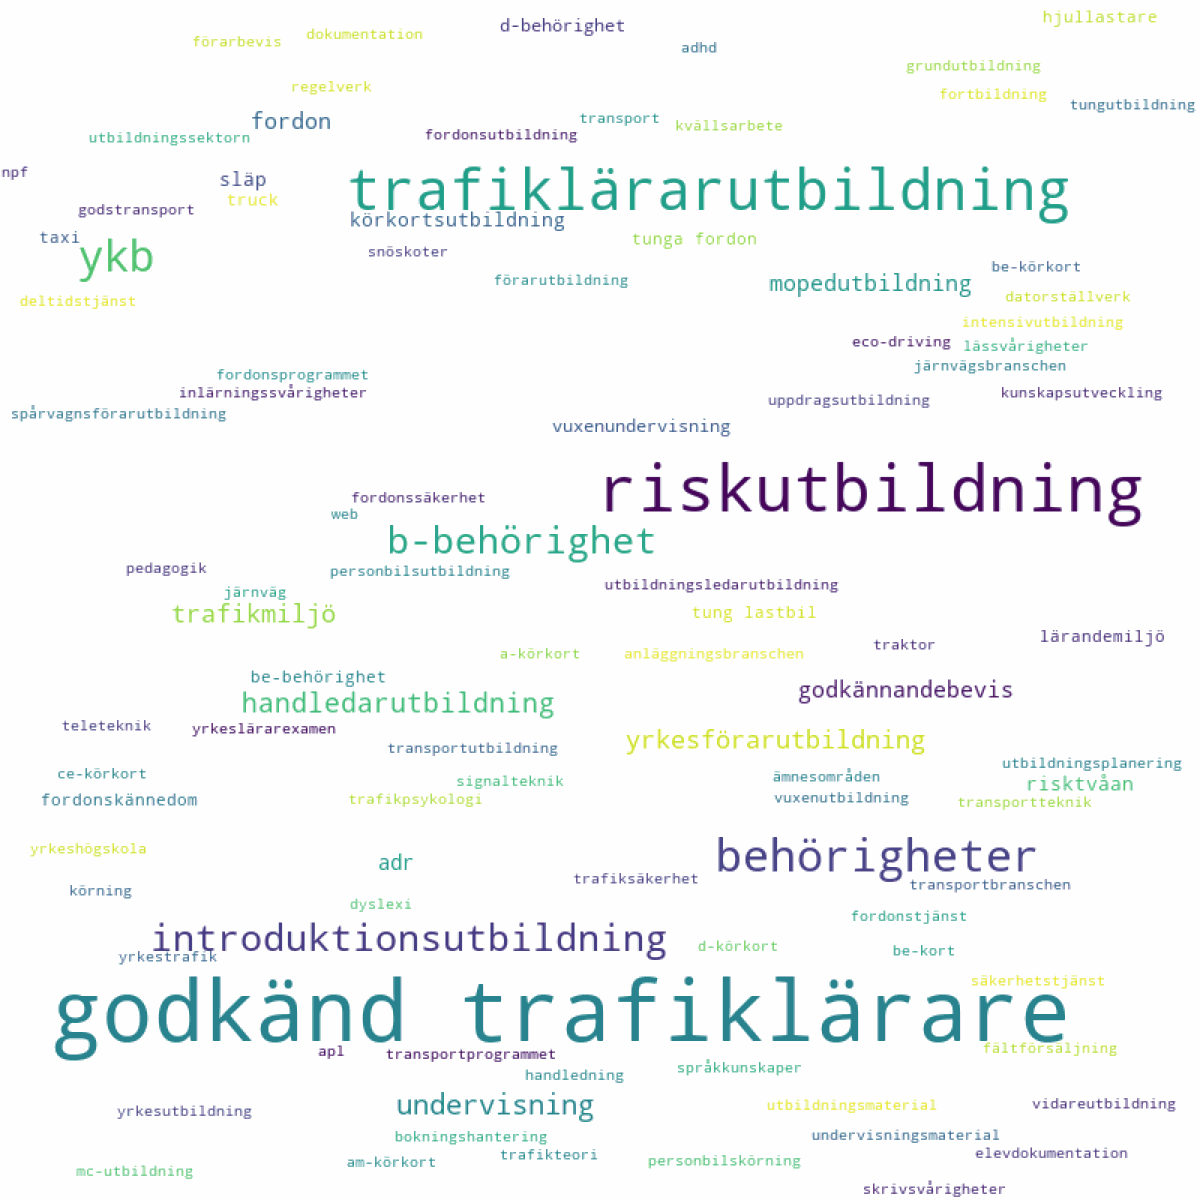 hjullastare
d-behörighet
dokumentation
förarbevis
adhd
grundutbildning
regelverk
fortbildning
tungutbildning
transport
fordon
kvällsarbete
fordonsutbildning
utbildningssektorn
npf
släp
trafiklärarutbildning
truck
godstransport
körkortsutbildning
taxi
tunga fordon
ykb
snöskoter
be-körkort
förarutbildning
mopedutbildning
datorställverk
deltidstjänst
intensivutbildning
eco-driving
lässvårigheter
järnvägsbranschen
fordonsprogrammet
inlärningssvårigheter
kunskapsutveckling
uppdragsutbildning
spårvagnsförarutbildning
vuxenundervisning
riskutbildning
fordonssäkerhet
web
b-behörighet
pedagogik
personbilsutbildning
utbildningsledarutbildning
järnväg
trafikmiljö
tung lastbil
lärandemiljö
traktor
a-körkort
anläggningsbranschen
be-behörighet
godkännandebevis
handledarutbildning
teleteknik
yrkeslärarexamen
yrkesförarutbildning
transportutbildning
utbildningsplanering
ce-körkort
ämnesområden
signalteknik
risktvåan
fordonskännedom
trafikpsykologi
vuxenutbildning
transportteknik
yrkeshögskola
behörigheter
adr
trafiksäkerhet
transportbranschen
körning
dyslexi
fordonstjänst
introduktionsutbildning
d-körkort
be-kort
yrkestrafik
säkerhetstjänst
godkänd trafiklärare
fältförsäljning
apl
transportprogrammet
språkkunskaper
handledning
undervisning
utbildningsmaterial
vidareutbildning
yrkesutbildning
bokningshantering
undervisningsmaterial
trafikteori
elevdokumentation
am-körkort
personbilskörning
mc-utbildning
skrivsvårigheter